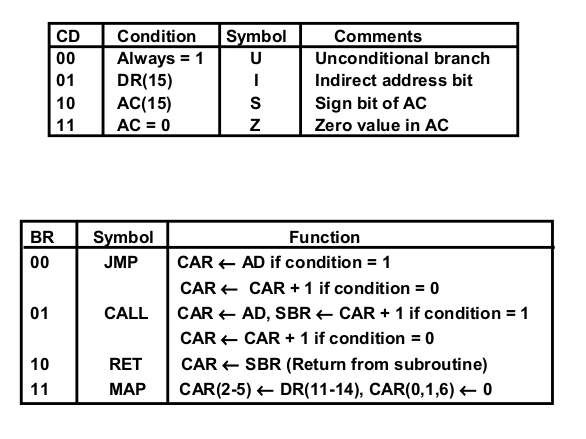 CD Condition Symbol Comments
00 Always = 1 U Unconditional branch
01 DR(15) I Indirect address bit
10 AC(15) S Sign bit of AC
11 AC = 0 Z Zero value in AC
BR Symbol Function
00 JMP CAR ← AD if condition = 1
CAR ← CAR + 1 if condition = 0
01 CALL CAR ← AD, SBR ← CAR + 1 if condition = 1
CAR ← CAR + 1 if condition = 0
10 RET CAR ← SBR (Return from subroutine)
11 MAP CAR(2-5) ← DR(11-14), CAR(0,1,6) ← 0